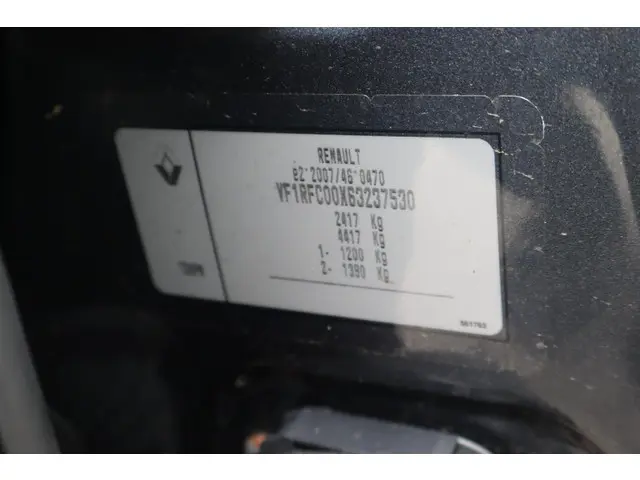 RENAULT
e2*2007/46*0470
VF1RFC00X63237530
2417 Kg
4417 Kg
1- 1200 Kg
2- 1390 Kg